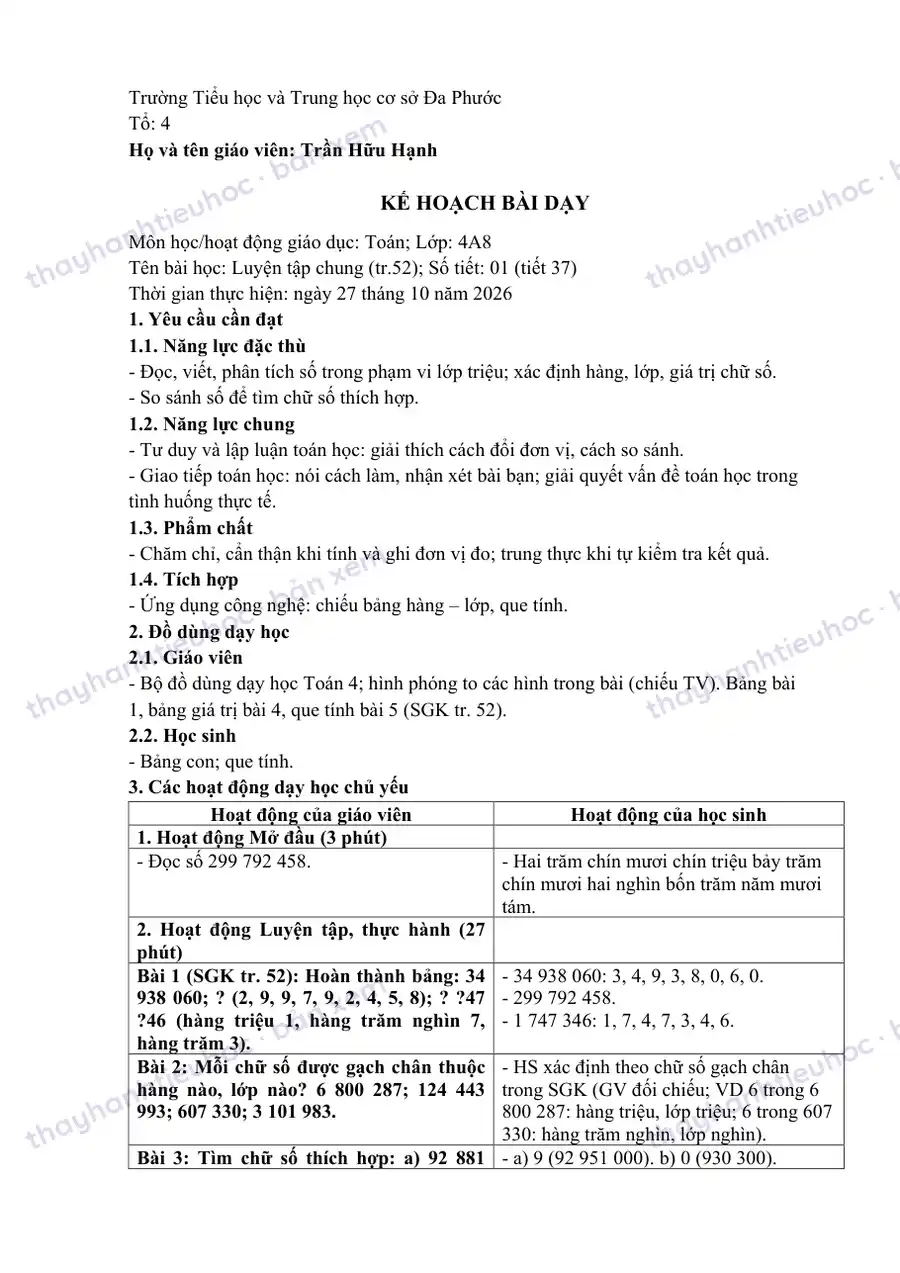 Trường Tiểu học và Trung học cơ sở Đa Phước
Tổ: 4
Họ và tên giáo viên: Trần Hữu Hạnh
KẾ HOẠCH BÀI DẠY
Môn học/hoạt động giáo dục: Toán; Lớp: 4A8
Tên bài học: Luyện tập chung (tr.52); Số tiết: 01 (tiết 37)
Thời gian thực hiện: ngày 27 tháng 10 năm 2026
1. Yêu cầu cần đạt
1.1. Năng lực đặc thù
- Đọc, viết, phân tích số trong phạm vi lớp triệu; xác định hàng, lớp, giá trị chữ số.
- So sánh số để tìm chữ số thích hợp.
1.2. Năng lực chung
- Tư duy và lập luận toán học: giải thích cách đổi đơn vị, cách so sánh.
- Giao tiếp toán học: nói cách làm, nhận xét bài bạn; giải quyết vấn đề toán học trong
tình huống thực tế.
1.3. Phẩm chất
- Chăm chỉ, cẩn thận khi tính và ghi đơn vị đo; trung thực khi tự kiểm tra kết quả.
1.4. Tích hợp
- Ứng dụng công nghệ: chiếu bảng hàng – lớp, que tính.
2. Đồ dùng dạy học
2.1. Giáo viên
- Bộ đồ dùng dạy học Toán 4; hình phóng to các hình trong bài (chiếu TV). Bảng bài
1, bảng giá trị bài 4, que tính bài 5 (SGK tr. 52).
2.2. Học sinh
- Bảng con; que tính.
3. Các hoạt động dạy học chủ yếu
Hoạt động của giáo viên
Hoạt động của học sinh
1. Hoạt động Mở đầu (3 phút)
- Đọc số 299 792 458.
- Hai trăm chín mươi chín triệu bảy trăm
chín mươi hai nghìn bốn trăm năm mươi
tám.
2. Hoạt động Luyện tập, thực hành (27
phút)
Bài 1 (SGK tr. 52): Hoàn thành bảng: 34
938 060; ? (2, 9, 9, 7, 9, 2, 4, 5, 8); ? ?47
?46 (hàng triệu 1, hàng trăm nghìn 7,
hàng trăm 3).
- 34 938 060: 3, 4, 9, 3, 8, 0, 6, 0.
- 299 792 458.
- 1 747 346: 1, 7, 4, 7, 3, 4, 6.
Bài 2: Mỗi chữ số được gạch chân thuộc
hàng nào, lớp nào? 6 800 287; 124 443
993; 607 330; 3 101 983.
- HS xác định theo chữ số gạch chân
trong SGK (GV đối chiếu; VD 6 trong 6
800 287: hàng triệu, lớp triệu; 6 trong 607
330: hàng trăm nghìn, lớp nghìn).
Bài 3: Tìm chữ số thích hợp: a) 92 881
- a) 9 (92 951 000). b) 0 (930 300).
thayhanhtieuhoc · bản xem
thayhanhtieuhoc · b
thayhanhtieuhoc · bản xem
thayhanhtieuhoc · b
thayhanhtieuhoc · bản xem
thayhanhtieuhoc · b